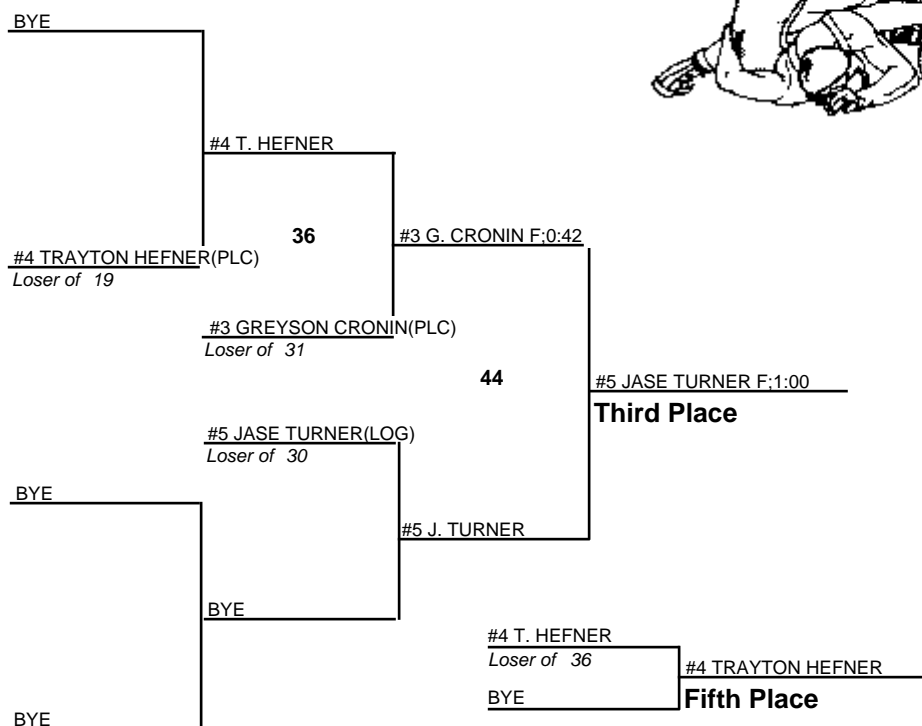 BYE
#4 T. HEFNER
36
#3 G. CRONIN F;0:42
#4 TRAYTON HEFNER(PLC)
Loser of 19
#3 GREYSON CRONIN(PLC)
Loser of 31
44
#5 JASE TURNER F;1:00
Third Place
#5 JASE TURNER(LOG)
Loser of 30
BYE
#5 J. TURNER
BYE
#4 T. HEFNER
Loser of 36
#4 TRAYTON HEFNER
BYE
Fifth Place
BYE